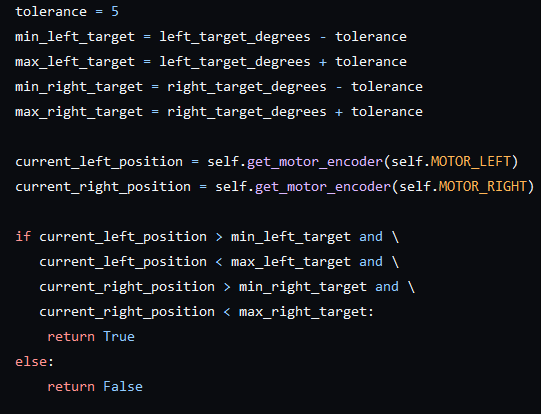 tolerance = 5
min_left_target = left_target_degrees - tolerance
max_left_target = left_target_degrees + tolerance
min_right_target = right_target_degrees - tolerance
max_right_target = right_target_degrees + tolerance

current_left_position = self.get_motor_encoder(self.MOTOR_LEFT)
current_right_position = self.get_motor_encoder(self.MOTOR_RIGHT)

if current_left_position > min_left_target and \
   current_left_position < max_left_target and \
   current_right_position > min_right_target and \
   current_right_position < max_right_target:
    return True
else:
    return False